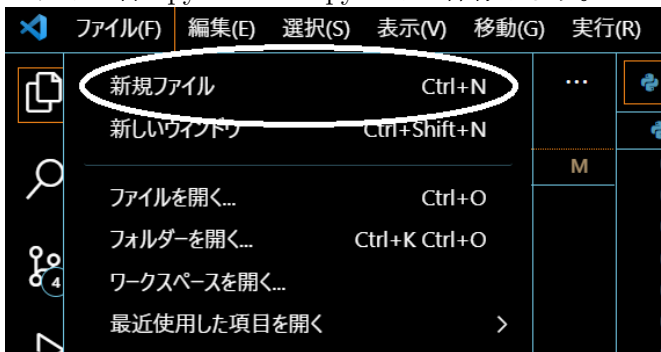 ファイル(F) 編集(E) 選択(S) 表示(V) 移動(G) 実行(R)
新規ファイル Ctrl+N
新しいウィンドウ Ctrl+Shift+N
M
ファイルを開く... Ctrl+O
フォルダーを開く... Ctrl+K Ctrl+O
4
ワークスペースを開く...
最近使用した項目を開く